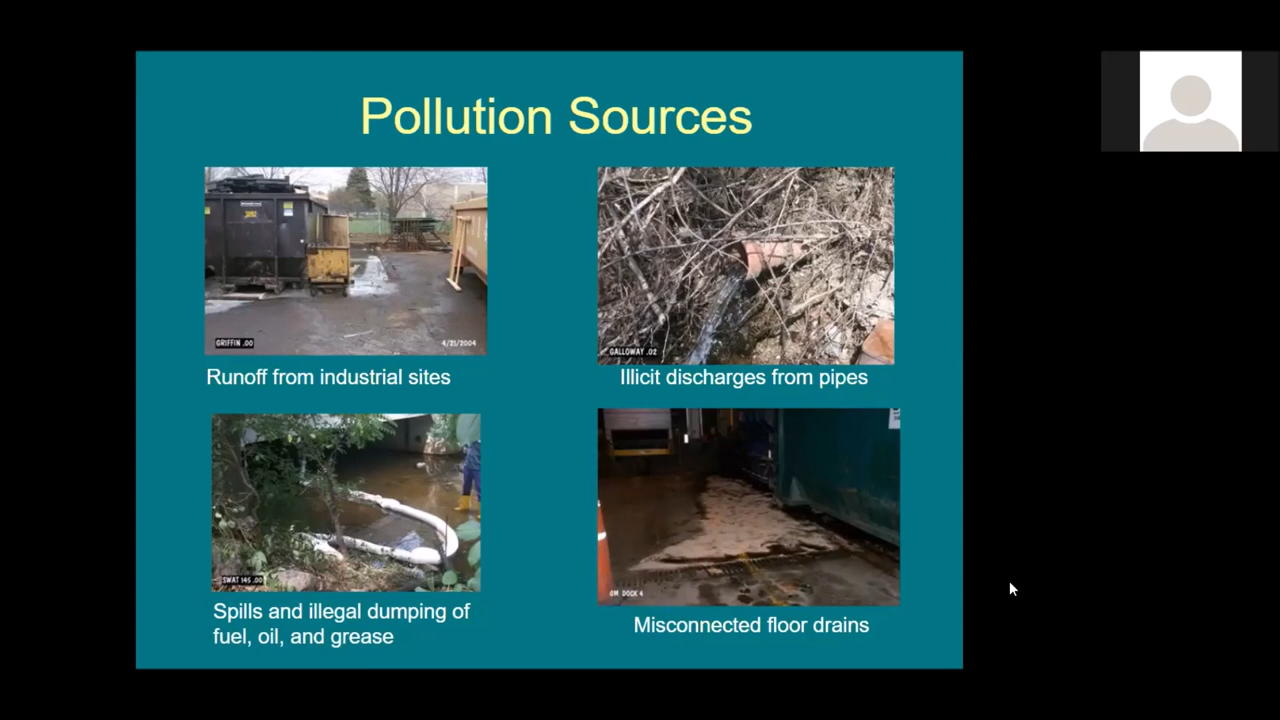 Pollution Sources
GRIFFIN .00
4/21/2004
Runoff from industrial sites
GALLOWAY .02
Illicit discharges from pipes
SWAT 145 .00
Spills and illegal dumping of
fuel, oil, and grease
GM DOCK 4
Misconnected floor drains